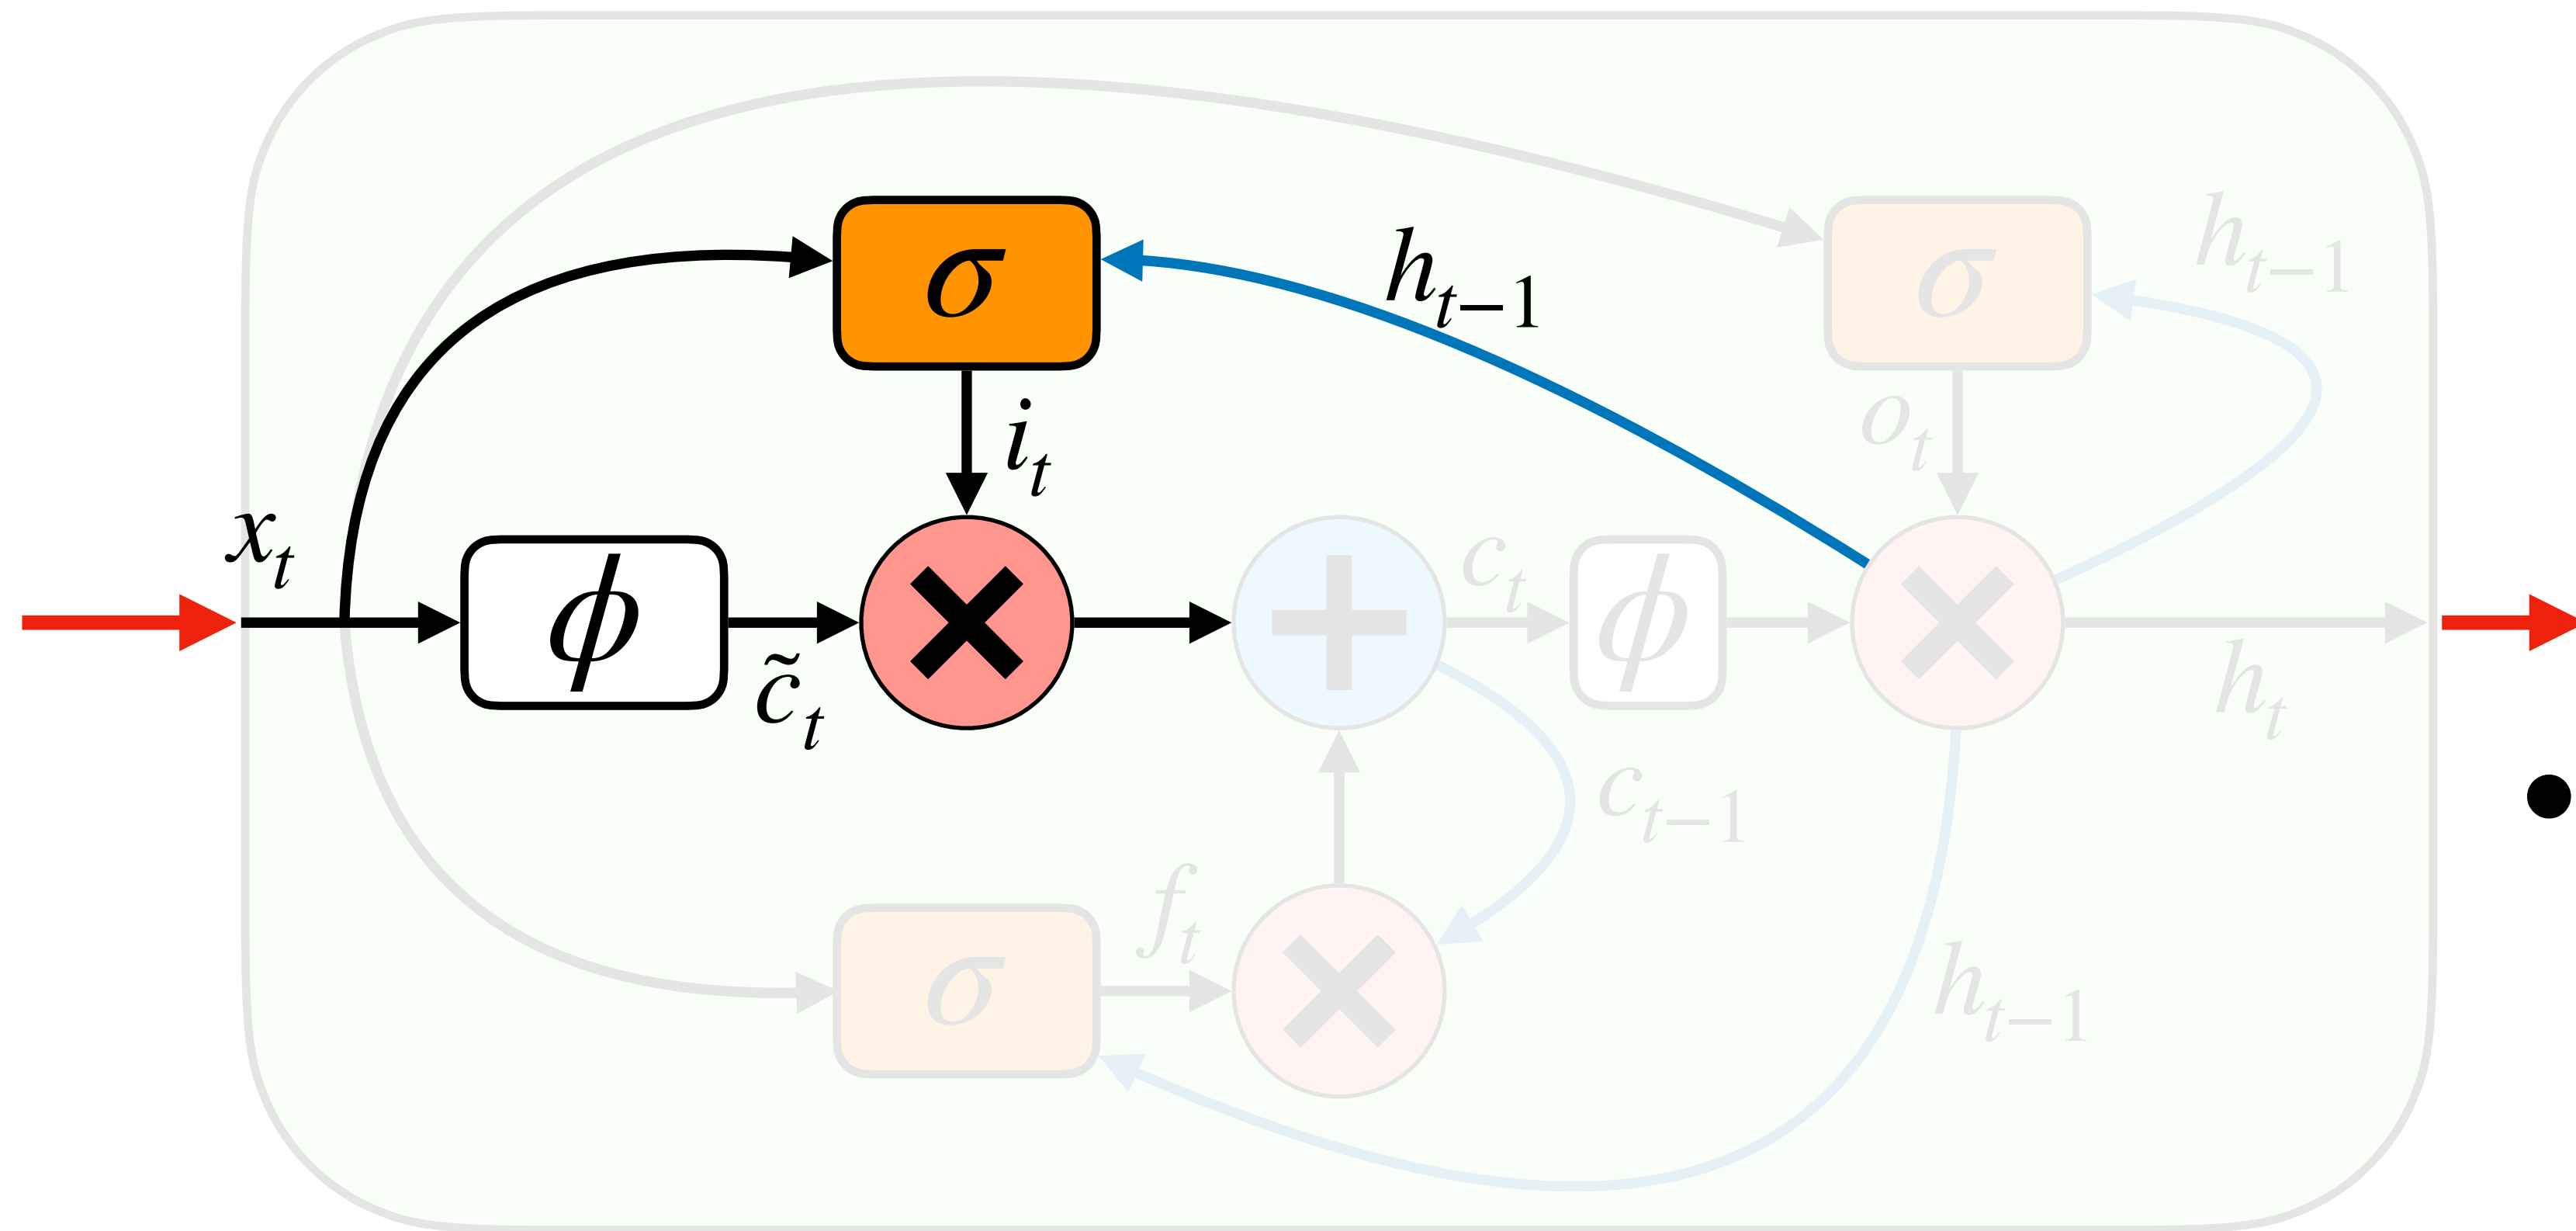 σ
h_{t−1}
σ
h_{t−1}
i_t
o_t
x_t
ϕ
c̃_t
×
+
c_t
ϕ
×
h_t
c_{t−1}
•
σ
f_t
×
h_{t−1}